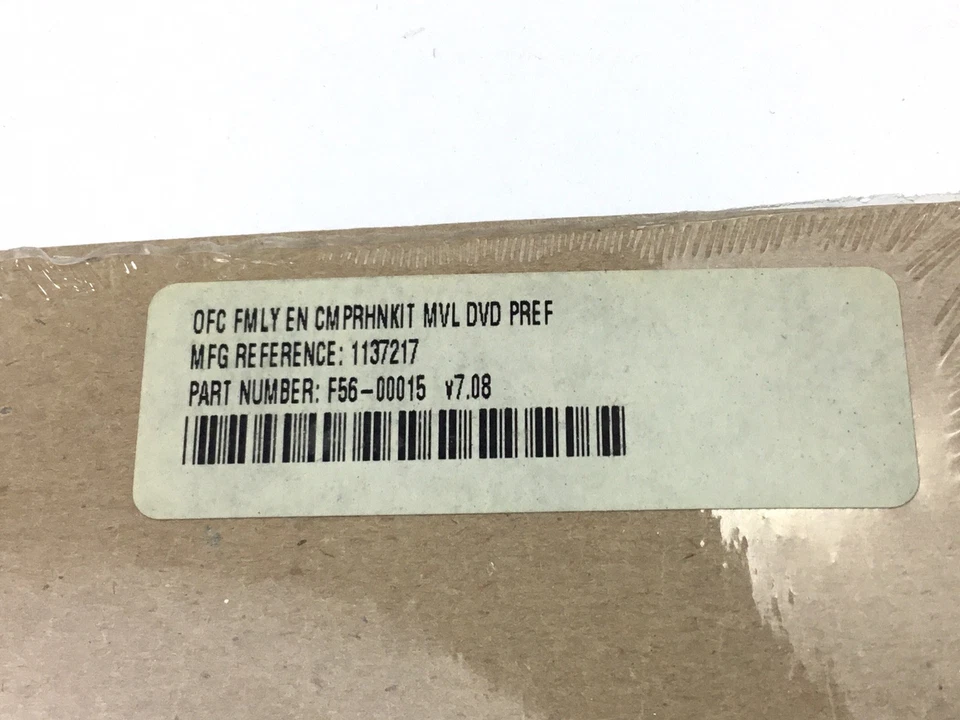 OFC FMLY EN CMPRHNKIT MVL DVD PREF
MFG REFERENCE: 1137217
PART NUMBER: F56-00015 v7.08